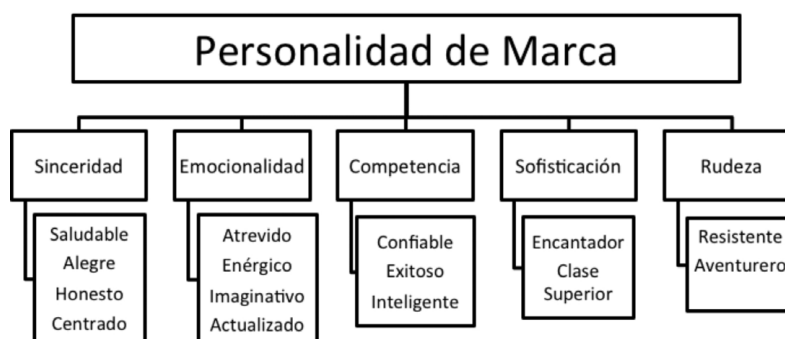 Personalidad de Marca
Sinceridad
Emocionalidad
Competencia
Sofisticación
Rudeza
Saludable
Alegre
Honesto
Centrado
Atrevido
Enérgico
Imaginativo
Actualizado
Confiable
Exitoso
Inteligente
Encantador
Clase
Superior
Resistente
Aventurero